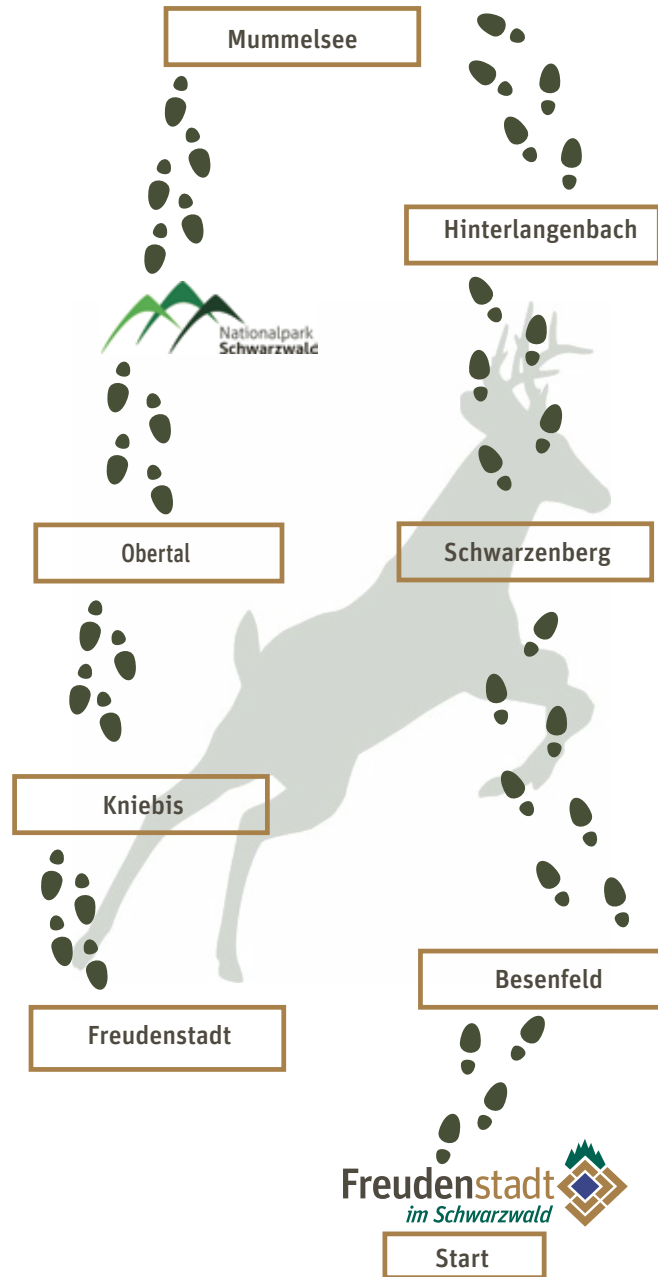 Mummelsee
Hinterlangenbach
Nationalpark
Schwarzwald
Obertal
Schwarzenberg
Kniebis
Besenfeld
Freudenstadt
Freudenstadt
im Schwarzwald
Start